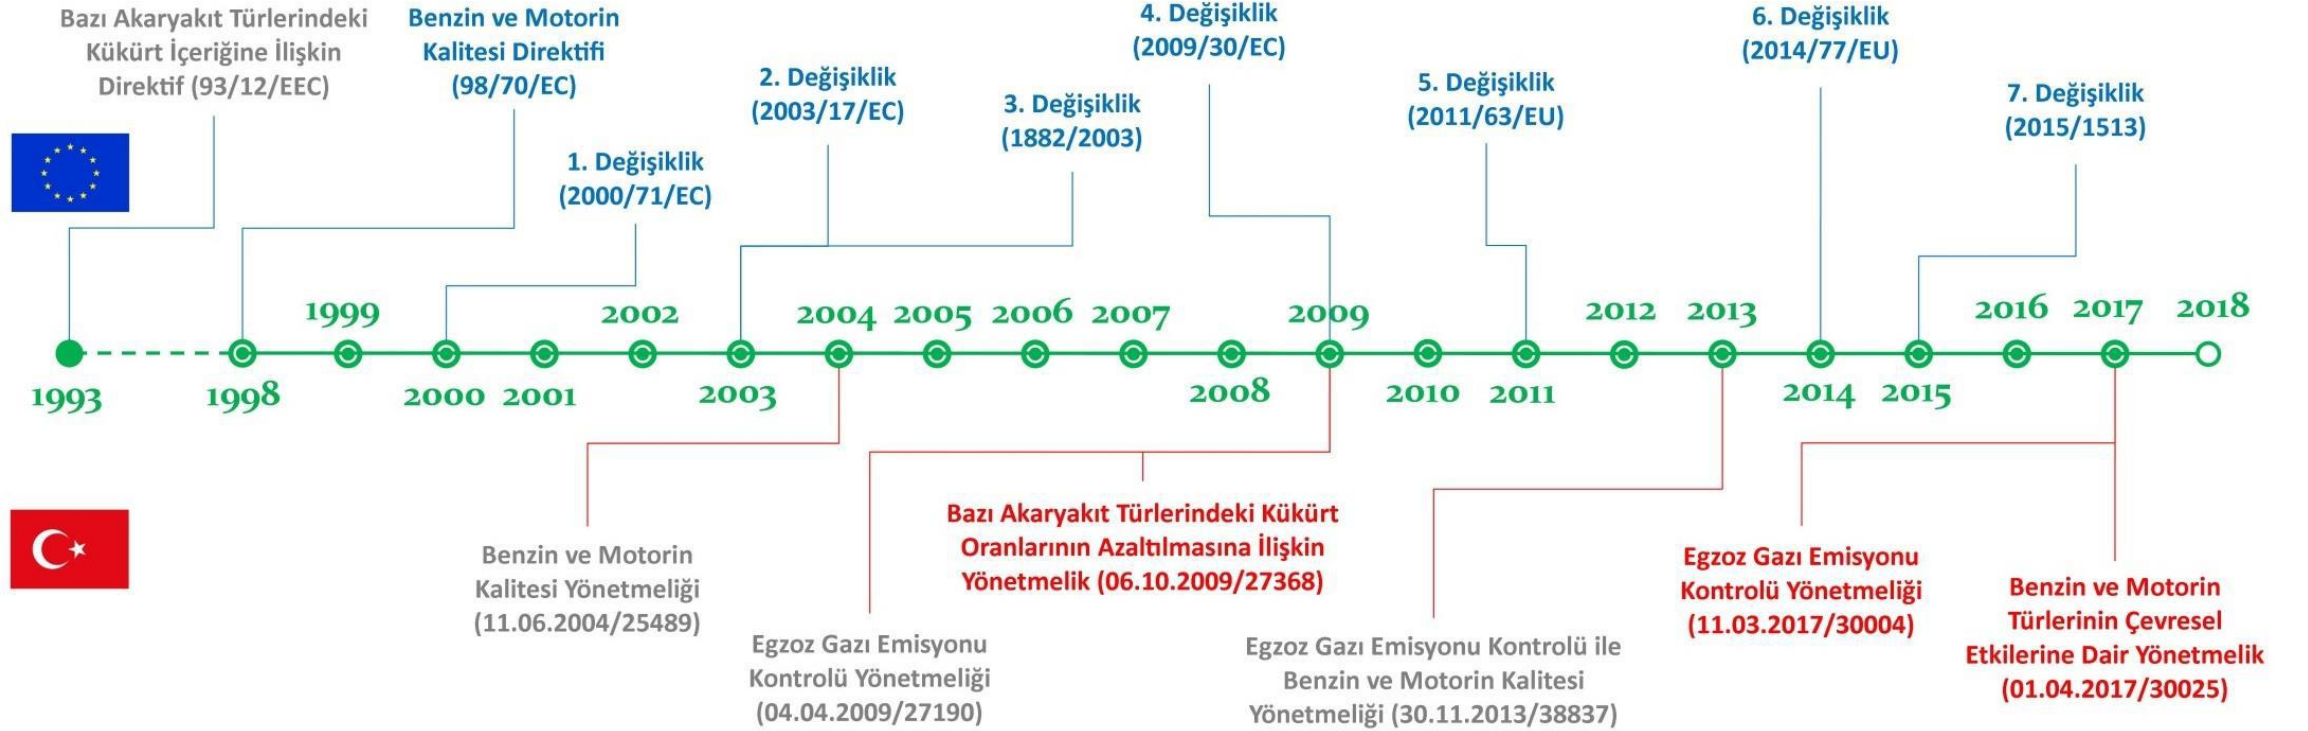 Bazı Akaryakıt Türlerindeki
Kükürt İçeriğine İlişkin
Direktif (93/12/EEC)
Benzin ve Motorin
Kalitesi Direktifi
(98/70/EC)
1. Değişiklik
(2000/71/EC)
2. Değişiklik
(2003/17/EC)
3. Değişiklik
(1882/2003)
4. Değişiklik
(2009/30/EC)
5. Değişiklik
(2011/63/EU)
6. Değişiklik
(2014/77/EU)
7. Değişiklik
(2015/1513)
1993
1998
1999
2000
2001
2002
2003
2004
2005
2006
2007
2008
2009
2010
2011
2012
2013
2014
2015
2016
2017
2018
Benzin ve Motorin
Kalitesi Yönetmeliği
(11.06.2004/25489)
Egzoz Gazı Emisyonu
Kontrolü Yönetmeliği
(04.04.2009/27190)
Bazı Akaryakıt Türlerindeki Kükürt
Oranlarının Azaltılmasına İlişkin
Yönetmelik (06.10.2009/27368)
Egzoz Gazı Emisyonu Kontrolü ile
Benzin ve Motorin Kalitesi
Yönetmeliği (30.11.2013/38837)
Egzoz Gazı Emisyonu
Kontrolü Yönetmeliği
(11.03.2017/30004)
Benzin ve Motorin
Türlerinin Çevresel
Etkilerine Dair Yönetmelik
(01.04.2017/30025)